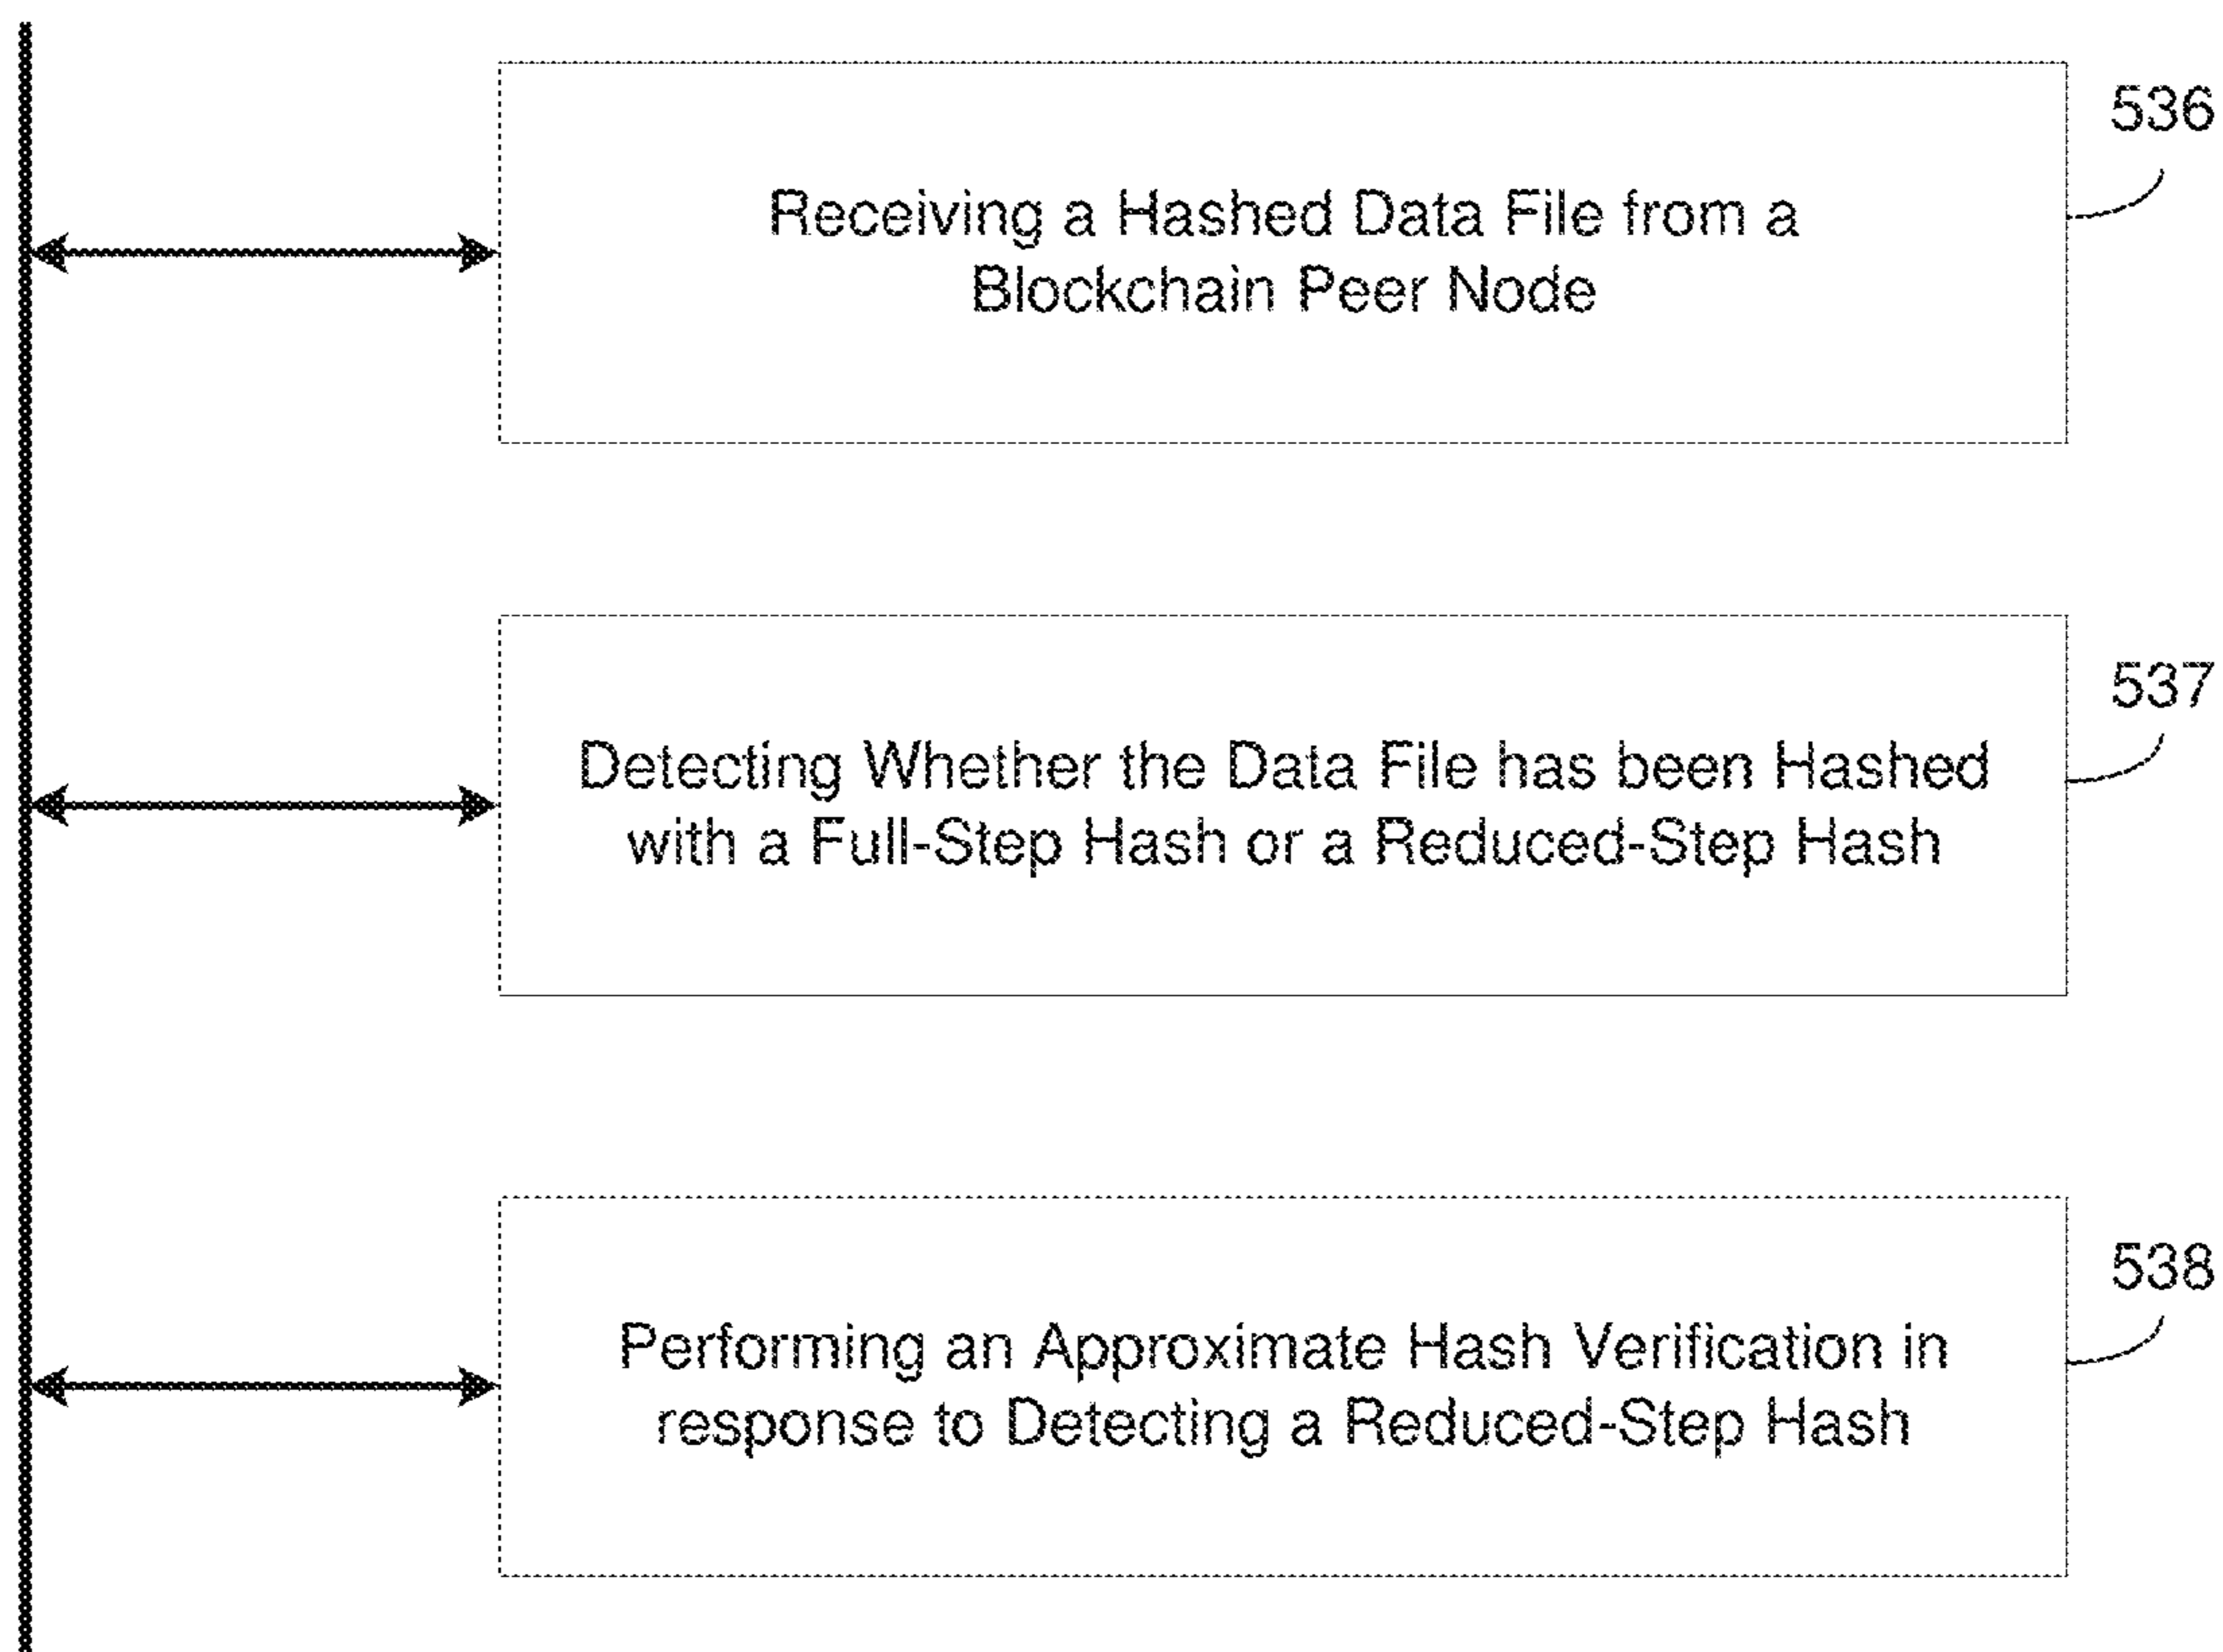 536
Receiving a Hashed Data File from a
Blockchain Peer Node
537
Detecting Whether the Data File has been Hashed
with a Full-Step Hash or a Reduced-Step Hash
538
Performing an Approximate Hash Verification in
response to Detecting a Reduced-Step Hash